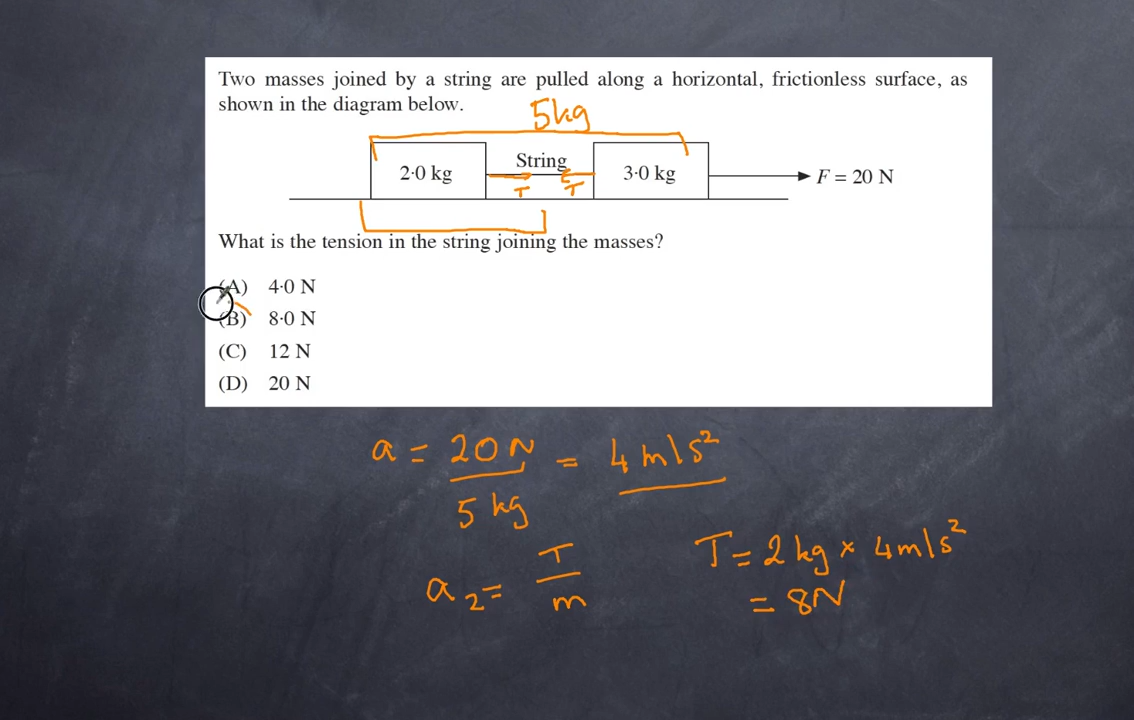 Two masses joined by a string are pulled along a horizontal, frictionless surface, as
shown in the diagram below.
5kg
2·0 kg
String
3·0 kg
F = 20 N
T
T
What is the tension in the string joining the masses?
(A) 4·0 N
(B) 8·0 N
(C) 12 N
(D) 20 N
a = 20N / 5 kg = 4 m/s²
a₂ = T / m
T = 2 kg × 4m/s²
= 8N